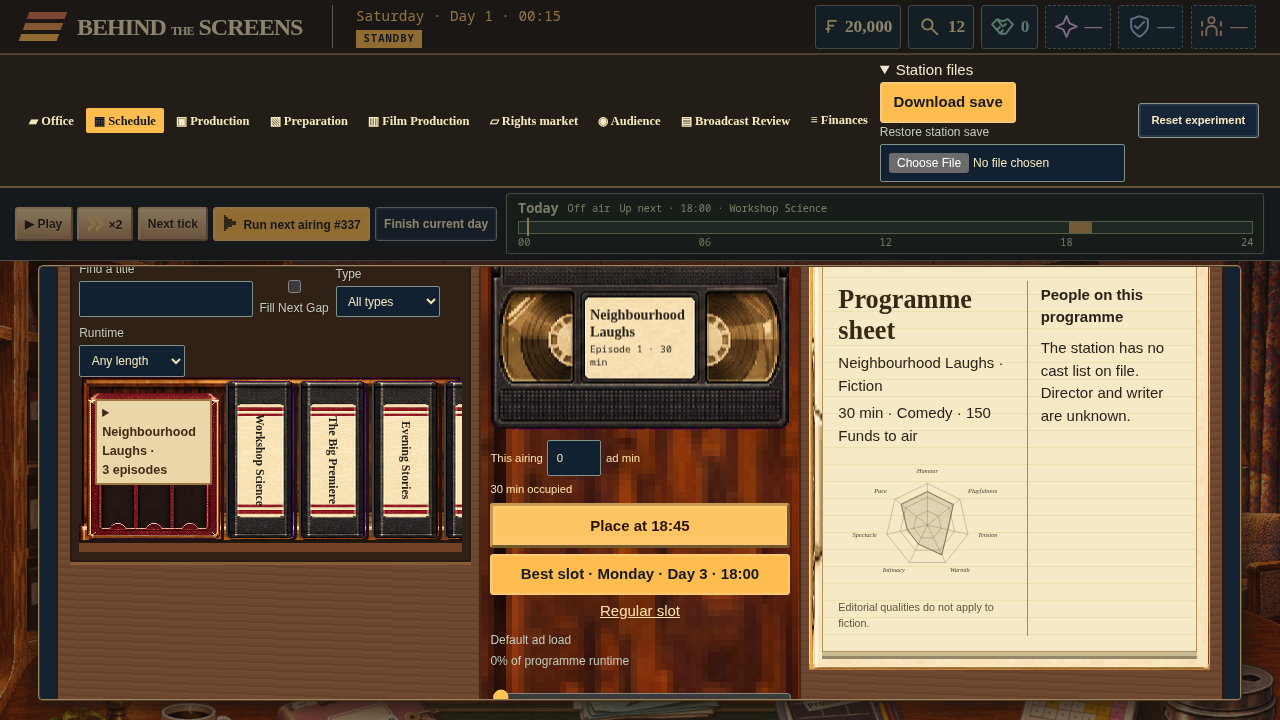 BEHIND THE SCREENS
Saturday · Day 1 · 00:15
STANDBY
20,000
12
0
—
—
—
Office
Schedule
Production
Preparation
Film Production
Rights market
Audience
Broadcast Review
Finances
Station files
Download save
Restore station save
Choose File No file chosen
Reset experiment
Play
×2
Next tick
Run next airing #337
Finish current day
Today Off air Up next · 18:00 · Workshop Science
00 06 12 18 24
Find a title
Fill Next Gap
Type
All types
Runtime
Any length
Neighbourhood
Laughs ·
3 episodes
Workshop Science
The Big Premiere
Evening Stories
Neighbourhood
Laughs
Episode 1 · 30
min
This airing 0 ad min
30 min occupied
Place at 18:45
Best slot · Monday · Day 3 · 18:00
Regular slot
Default ad load
0% of programme runtime
Programme
sheet
Neighbourhood Laughs ·
Fiction
30 min · Comedy · 150
Funds to air
Humour
Pace
Playfulness
Spectacle
Tension
Intimacy
Warmth
Editorial qualities do not apply to
fiction.
People on this
programme
The station has no
cast list on file.
Director and writer
are unknown.